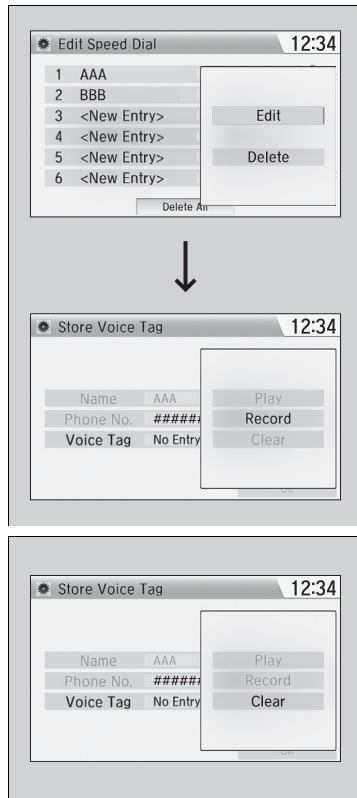 Edit Speed Dial 12:34
1 AAA
2 BBB
3 <New Entry>
4 <New Entry>
5 <New Entry>
6 <New Entry>
Edit
Delete
Delete All
Store Voice Tag 12:34
Name AAA Play
Phone No. ###### Record
Voice Tag No Entry Clear
OK
Store Voice Tag 12:34
Name AAA Play
Phone No. ###### Record
Voice Tag No Entry Clear
OK